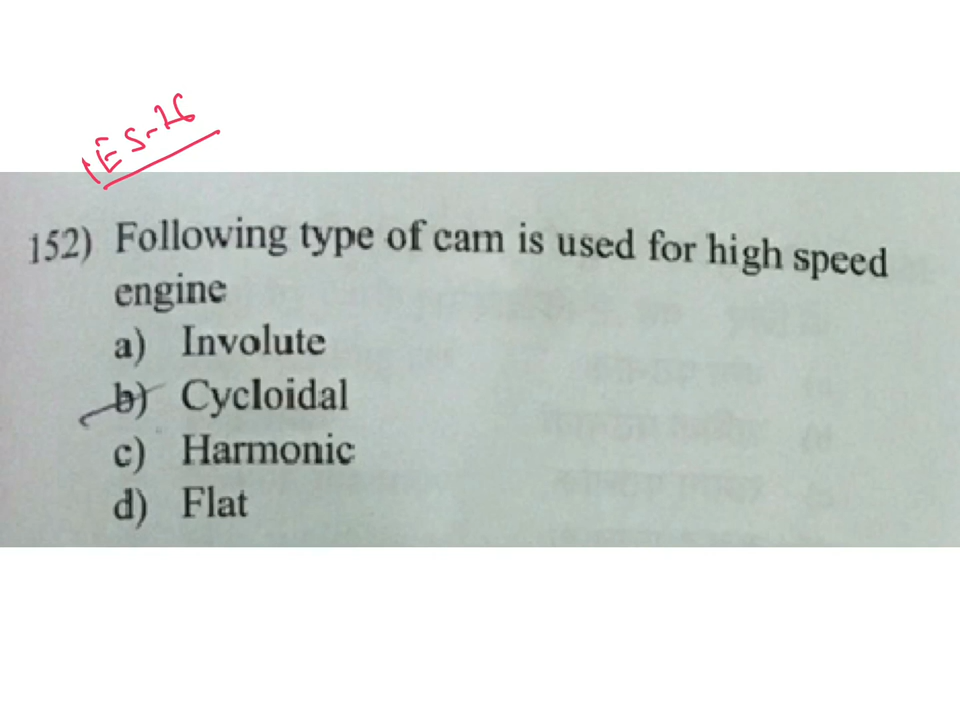 IES-26
152) Following type of cam is used for high speed
engine
a) Involute
b) Cycloidal
c) Harmonic
d) Flat